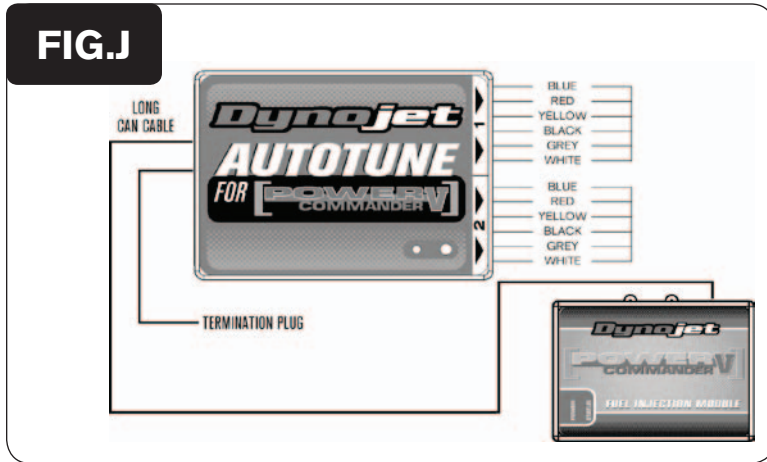 FIG.J
LONG
CAN CABLE
Dynojet
AUTOTUNE
FOR [POWER
COMMANDER V]
1
2
BLUE
RED
YELLOW
BLACK
GREY
WHITE
BLUE
RED
YELLOW
BLACK
GREY
WHITE
TERMINATION PLUG
Dynojet
[POWER
COMMANDER V]
FUEL INJECTION MODULE